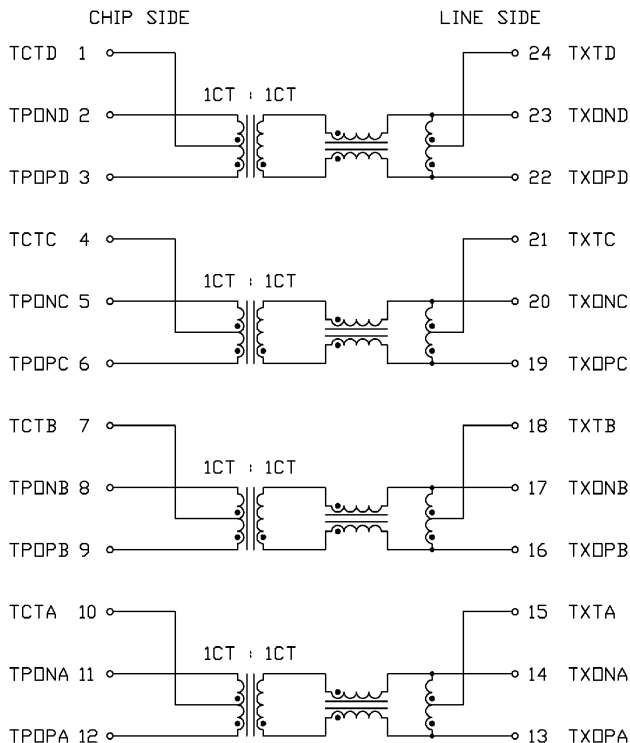 CHIP SIDE LINE SIDE
TCTD 1 24 TXTD
1CT : 1CT
TPOND 2 23 TXOND
TPOPD 3 22 TXOPD
TCTC 4 21 TXTC
1CT : 1CT
TPONC 5 20 TXONC
TPOPC 6 19 TXOPC
TCTB 7 18 TXTB
1CT : 1CT
TPONB 8 17 TXONB
TPOPB 9 16 TXOPB
TCTA 10 15 TXTA
1CT : 1CT
TPONA 11 14 TXONA
TPOPA 12 13 TXOPA